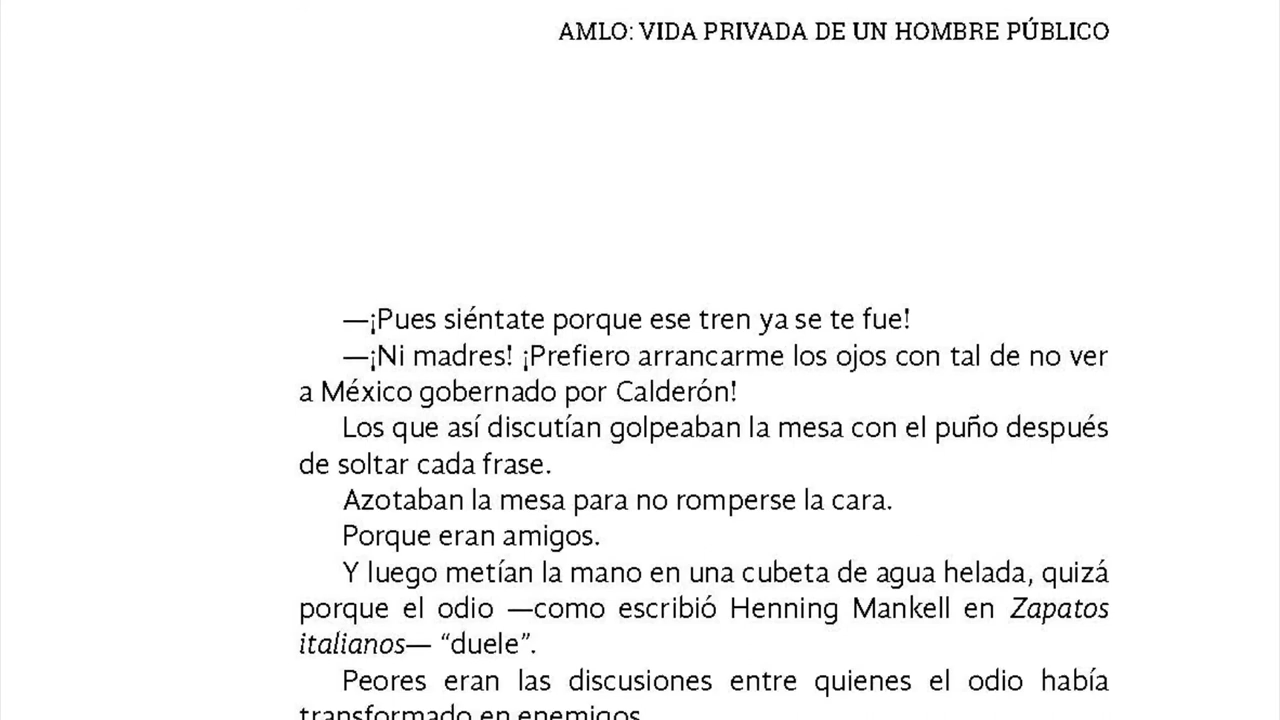 AMLO: VIDA PRIVADA DE UN HOMBRE PÚBLICO
—¡Pues siéntate porque ese tren ya se te fue!
—¡Ni madres! ¡Prefiero arrancarme los ojos con tal de no ver
a México gobernado por Calderón!
Los que así discutían golpeaban la mesa con el puño después
de soltar cada frase.
Azotaban la mesa para no romperse la cara.
Porque eran amigos.
Y luego metían la mano en una cubeta de agua helada, quizá
porque el odio —como escribió Henning Mankell en Zapatos
italianos— “duele”.
Peores eran las discusiones entre quienes el odio había
transformado en enemigos.